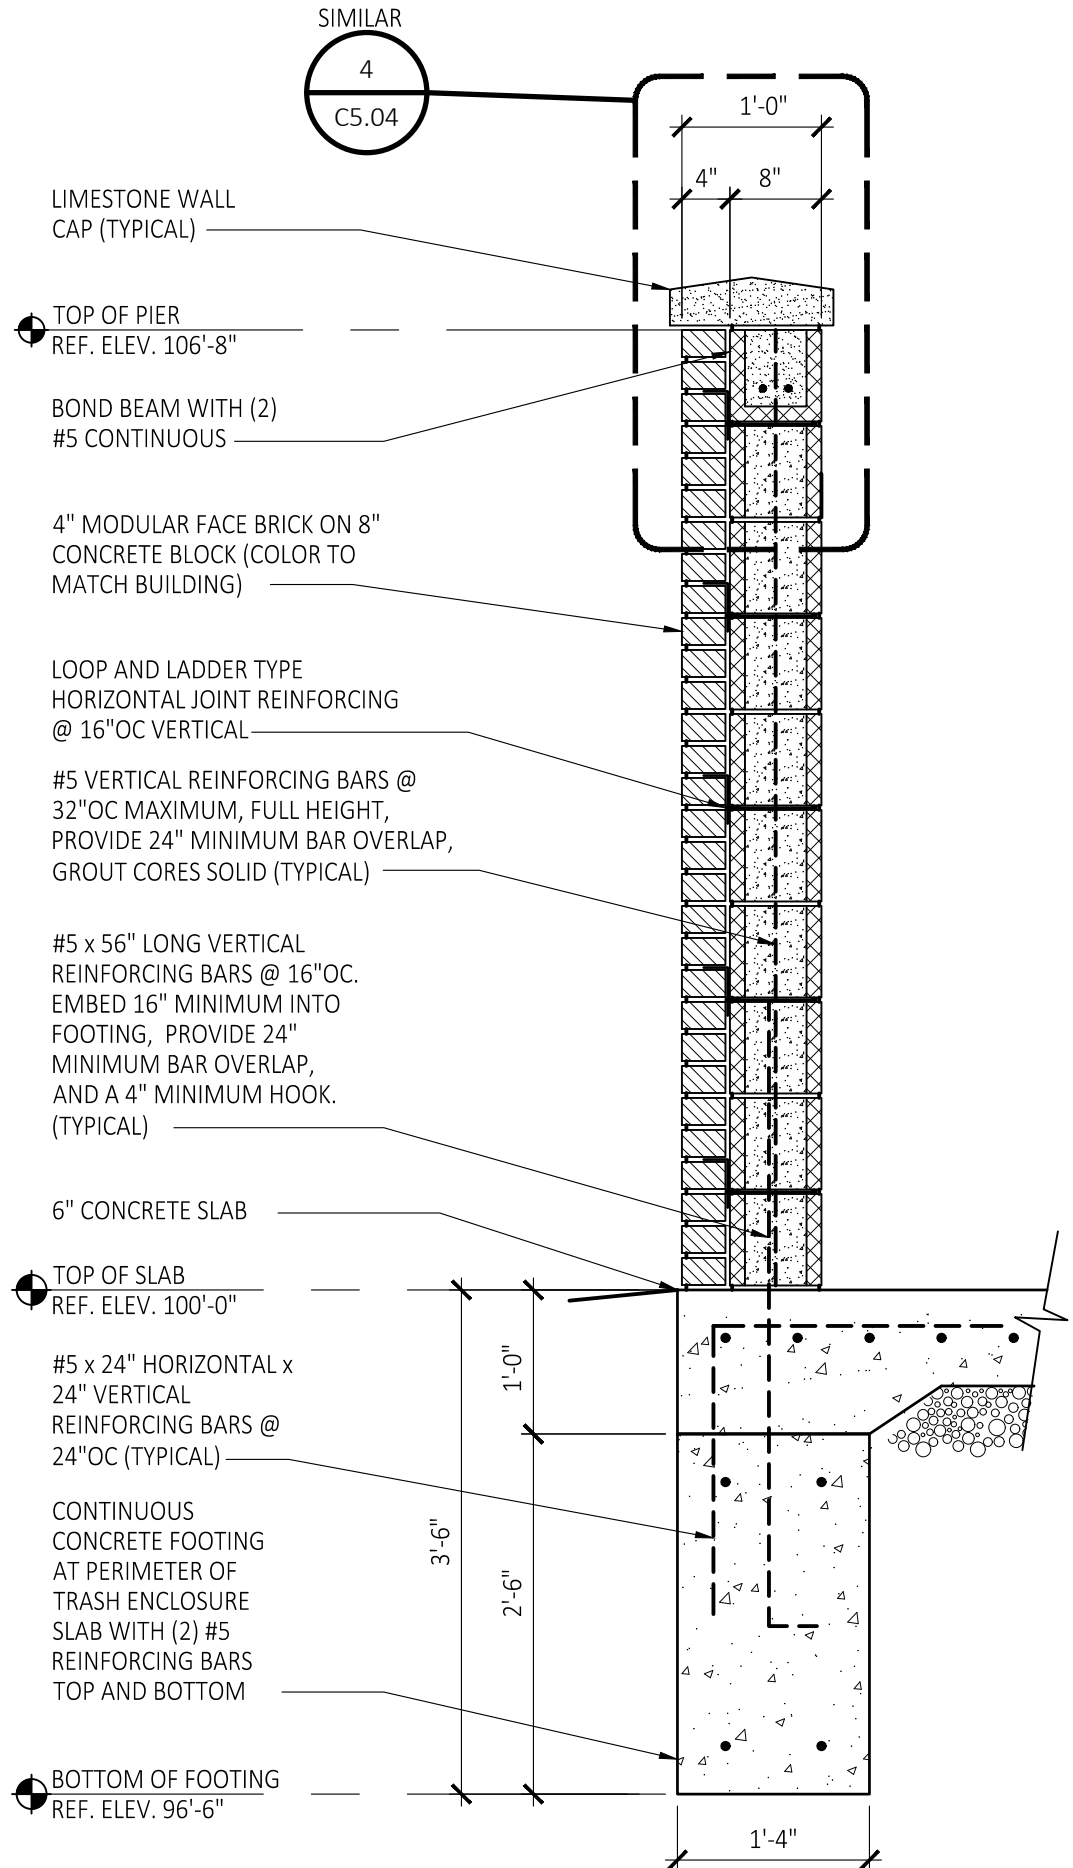 SIMILAR
4
C5.04
1'-0"
4"
8"
LIMESTONE WALL
CAP (TYPICAL)
TOP OF PIER
REF. ELEV. 106'-8"
BOND BEAM WITH (2)
#5 CONTINUOUS
4" MODULAR FACE BRICK ON 8"
CONCRETE BLOCK (COLOR TO
MATCH BUILDING)
LOOP AND LADDER TYPE
HORIZONTAL JOINT REINFORCING
@ 16"OC VERTICAL
#5 VERTICAL REINFORCING BARS @
32"OC MAXIMUM, FULL HEIGHT,
PROVIDE 24" MINIMUM BAR OVERLAP,
GROUT CORES SOLID (TYPICAL)
#5 x 56" LONG VERTICAL
REINFORCING BARS @ 16"OC.
EMBED 16" MINIMUM INTO
FOOTING, PROVIDE 24"
MINIMUM BAR OVERLAP,
AND A 4" MINIMUM HOOK.
(TYPICAL)
6" CONCRETE SLAB
TOP OF SLAB
REF. ELEV. 100'-0"
#5 x 24" HORIZONTAL x
24" VERTICAL
REINFORCING BARS @
24"OC (TYPICAL)
1'-0"
3'-6"
2'-6"
CONTINUOUS
CONCRETE FOOTING
AT PERIMETER OF
TRASH ENCLOSURE
SLAB WITH (2) #5
REINFORCING BARS
TOP AND BOTTOM
BOTTOM OF FOOTING
REF. ELEV. 96'-6"
1'-4"